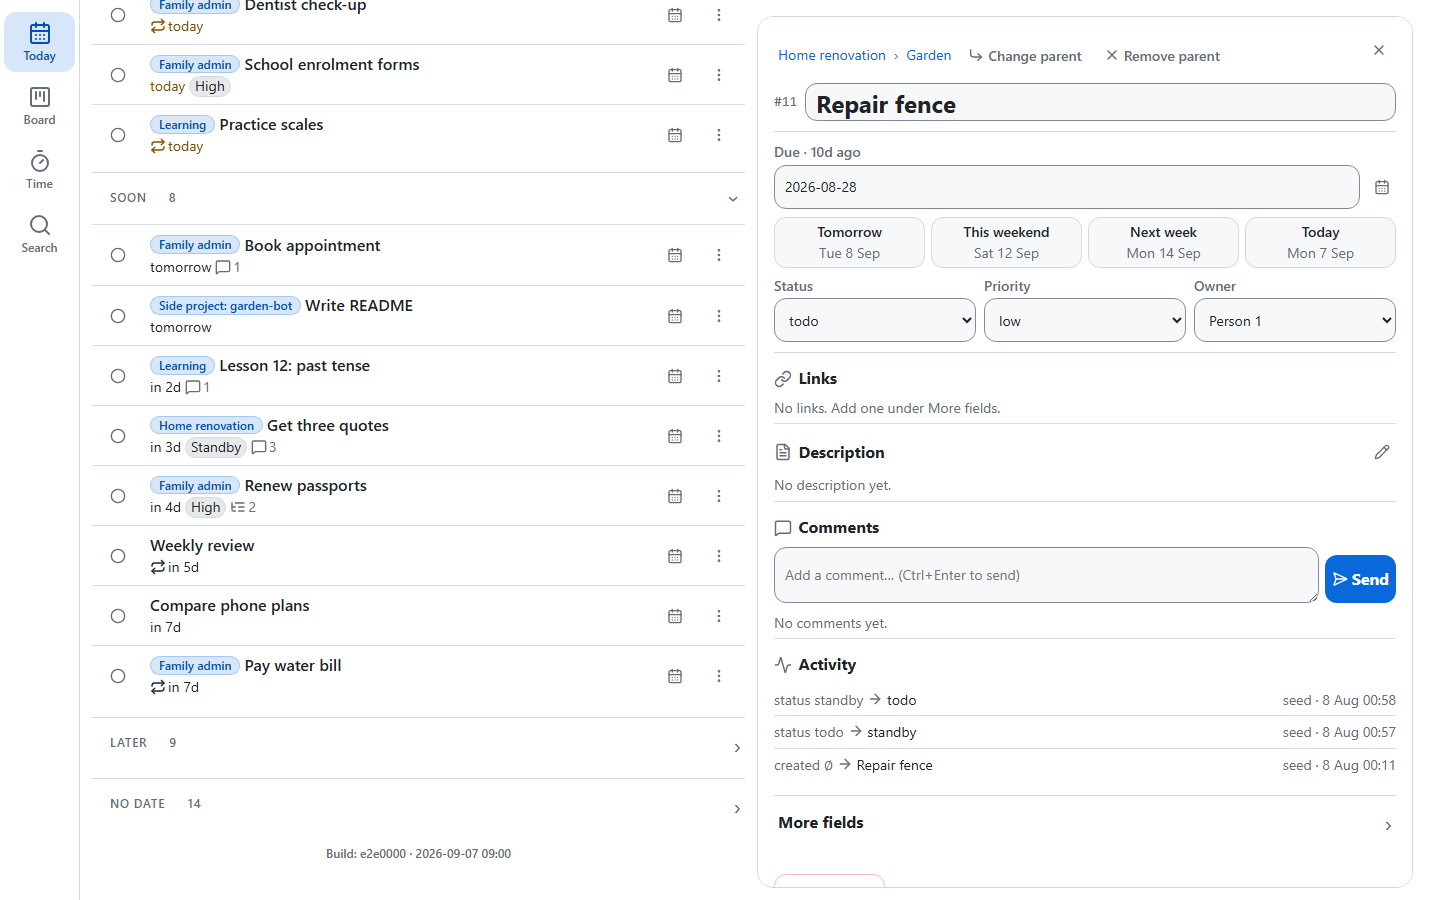 Today
Board
Time
Search
Family admin Dentist check-up
today
Family admin School enrolment forms
today High
Learning Practice scales
today
SOON 8
Family admin Book appointment
tomorrow 1
Side project: garden-bot Write README
tomorrow
Learning Lesson 12: past tense
in 2d 1
Home renovation Get three quotes
in 3d Standby 3
Family admin Renew passports
in 4d High 2
Weekly review
in 5d
Compare phone plans
in 7d
Family admin Pay water bill
in 7d
LATER 9
NO DATE 14
Build: e2e0000 · 2026-09-07 09:00
Home renovation › Garden Change parent Remove parent
#11 Repair fence
Due · 10d ago
2026-08-28
Tomorrow This weekend Next week Today
Tue 8 Sep Sat 12 Sep Mon 14 Sep Mon 7 Sep
Status Priority Owner
todo low Person 1
Links
No links. Add one under More fields.
Description
No description yet.
Comments
Add a comment... (Ctrl+Enter to send) Send
No comments yet.
Activity
status standby → todo seed · 8 Aug 00:58
status todo → standby seed · 8 Aug 00:57
created ∅ → Repair fence seed · 8 Aug 00:11
More fields